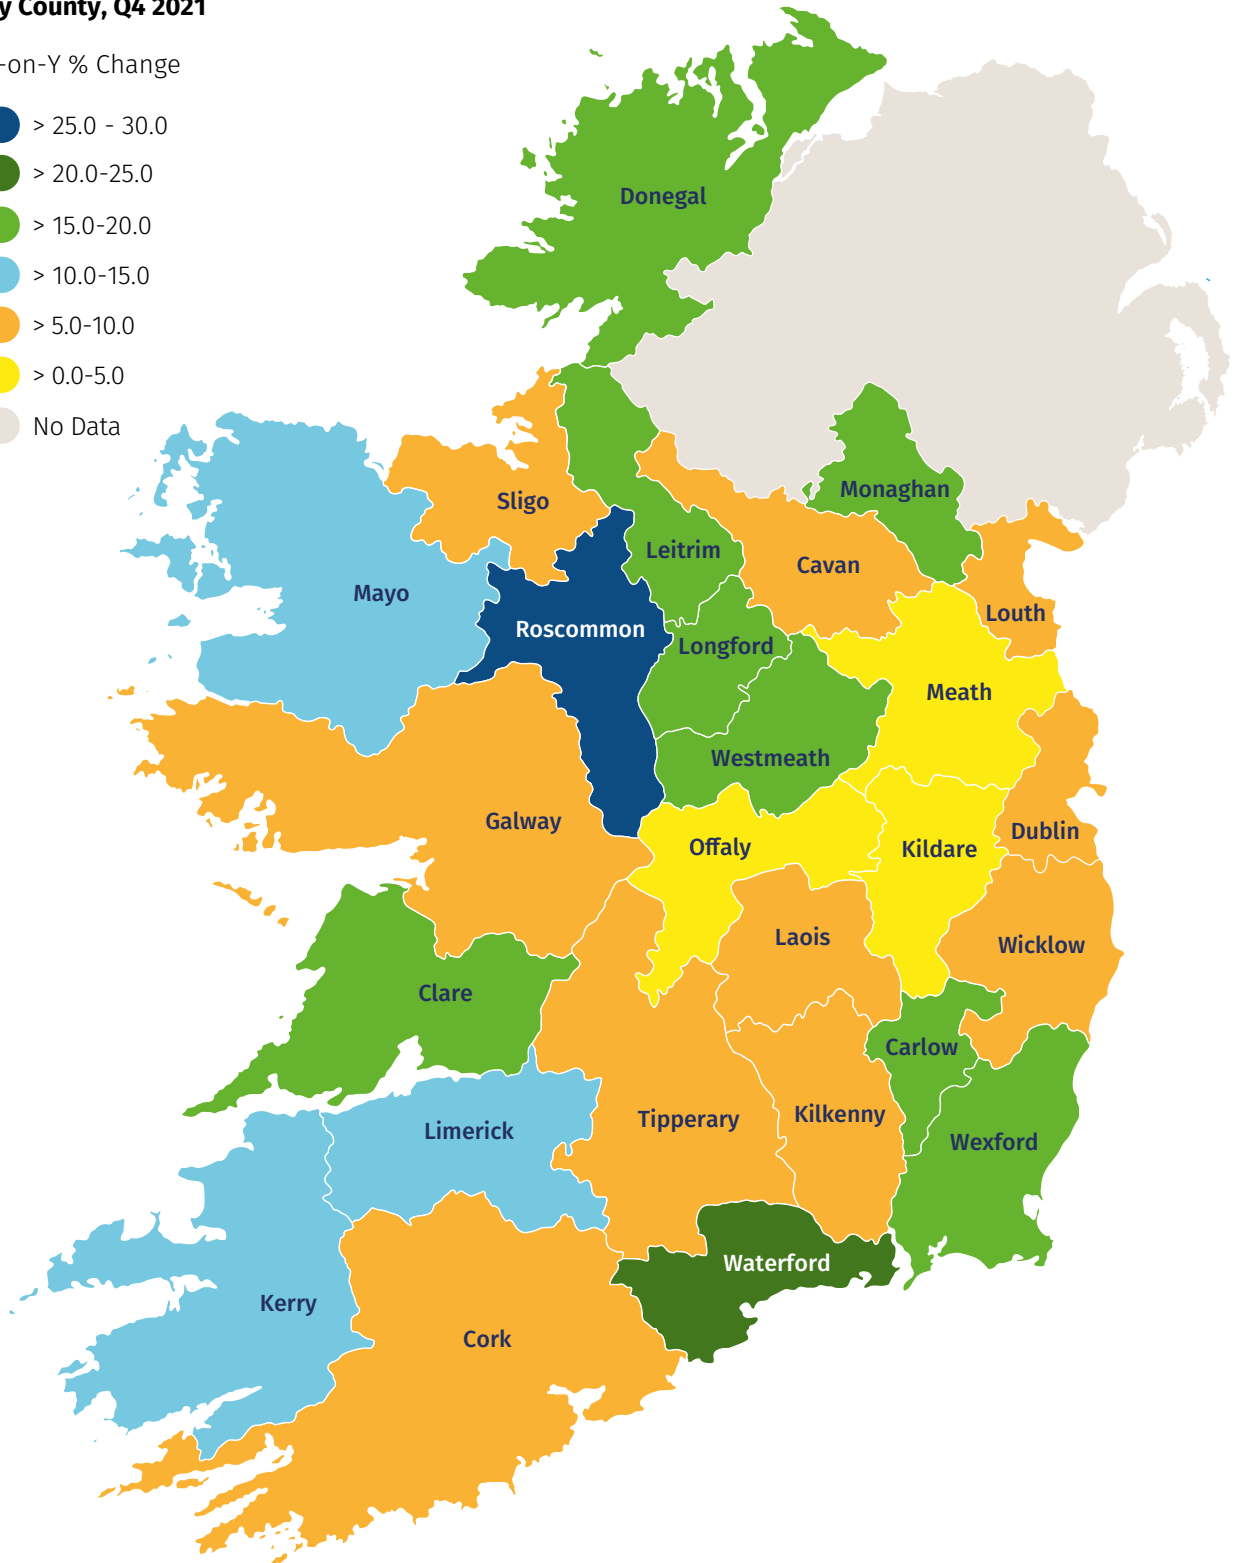 y County, Q4 2021
-on-Y % Change
> 25.0 - 30.0
> 20.0-25.0
> 15.0-20.0
> 10.0-15.0
> 5.0-10.0
> 0.0-5.0
No Data
Donegal
Monaghan
Sligo
Leitrim
Cavan
Mayo
Louth
Roscommon
Longford
Meath
Westmeath
Galway
Dublin
Offaly
Kildare
Laois
Wicklow
Clare
Carlow
Limerick
Tipperary
Kilkenny
Wexford
Waterford
Kerry
Cork